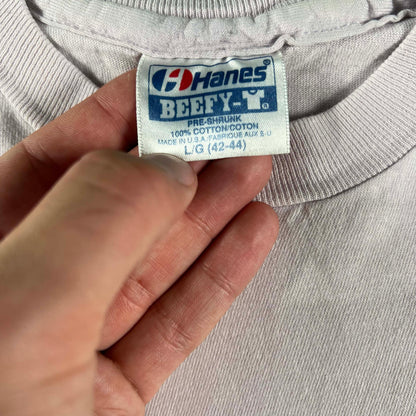 Hanes®
BEEFY-T®
PRE-SHRUNK
100% COTTON/COTON
MADE IN U.S.A./FABRIQUE AUX E-U
L/G (42-44)